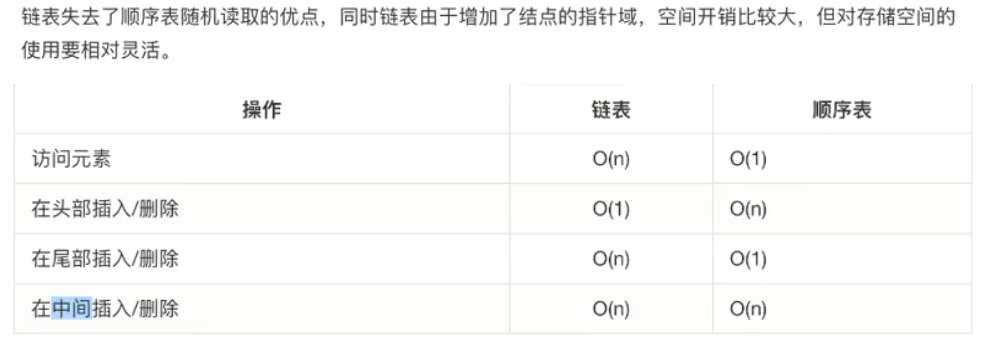 链表失去了顺序表随机读取的优点，同时链表由于增加了结点的指针域，空间开销比较大，但对存储空间的
使用要相对灵活。
操作 链表 顺序表
访问元素 O(n) O(1)
在头部插入/删除 O(1) O(n)
在尾部插入/删除 O(n) O(1)
在中间插入/删除 O(n) O(n)